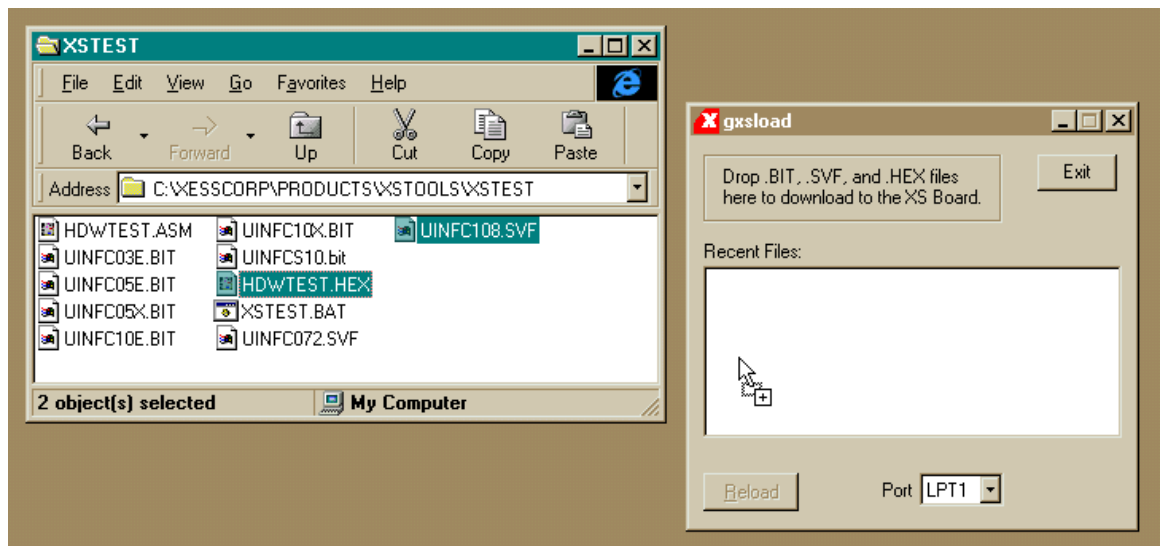 XSTEST
File Edit View Go Favorites Help
Back Forward Up Cut Copy Paste
Address C:\XESSCORP\PRODUCTS\XSTOOLS\XSTEST
HDWTEST.ASM UINFC10X.BIT UINFC108.SVF
UINFC03E.BIT UINFCS10.bit
UINFC05E.BIT HDWTEST.HEX
UINFC05X.BIT XSTEST.BAT
UINFC10E.BIT UINFC072.SVF
2 object(s) selected My Computer
X gxsload
Drop .BIT, .SVF, and .HEX files
here to download to the XS Board.
Exit
Recent Files:
Reload Port LPT1